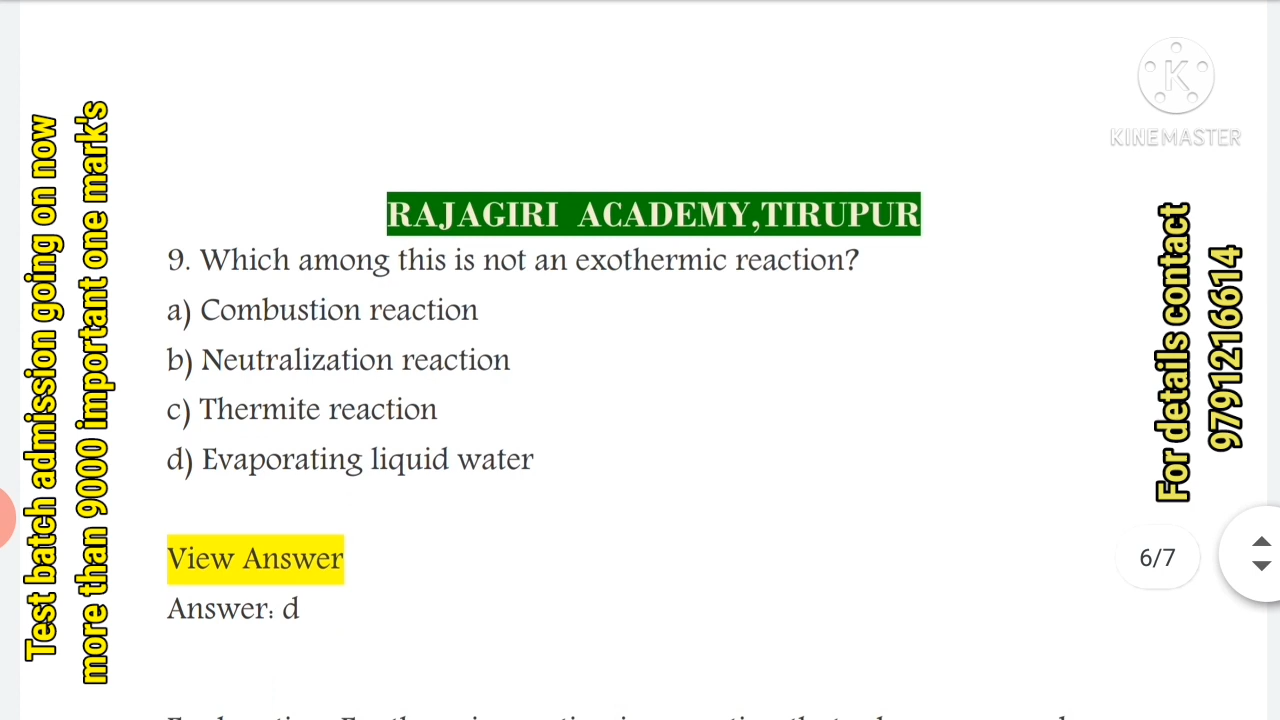 Test batch admission going on now
more than 9000 important one mark's
K
KINEMASTER
RAJAGIRI ACADEMY,TIRUPUR
9. Which among this is not an exothermic reaction?
a) Combustion reaction
b) Neutralization reaction
c) Thermite reaction
d) Evaporating liquid water
View Answer
Answer: d
For details contact
9791216614
6/7